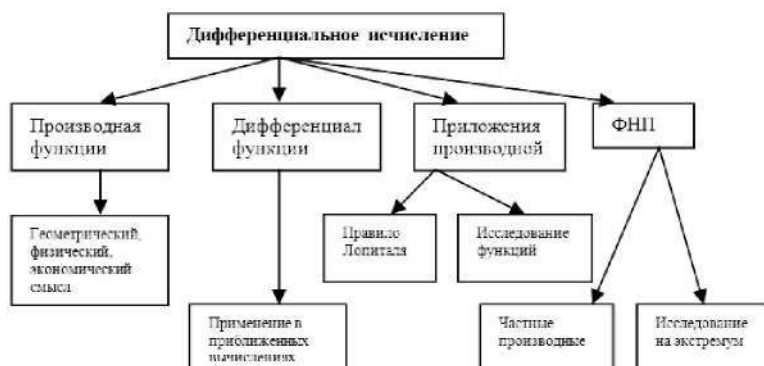 Дифференциальное исчисление
Производная
функции
Дифференциал
функции
Приложения
производной
ФНП
Геометрический,
физический,
экономический
смысл
Правило
Лопиталя
Исследование
функций
Применение в
приближенных
вычислениях
Частные
производные
Исследование
на экстремум